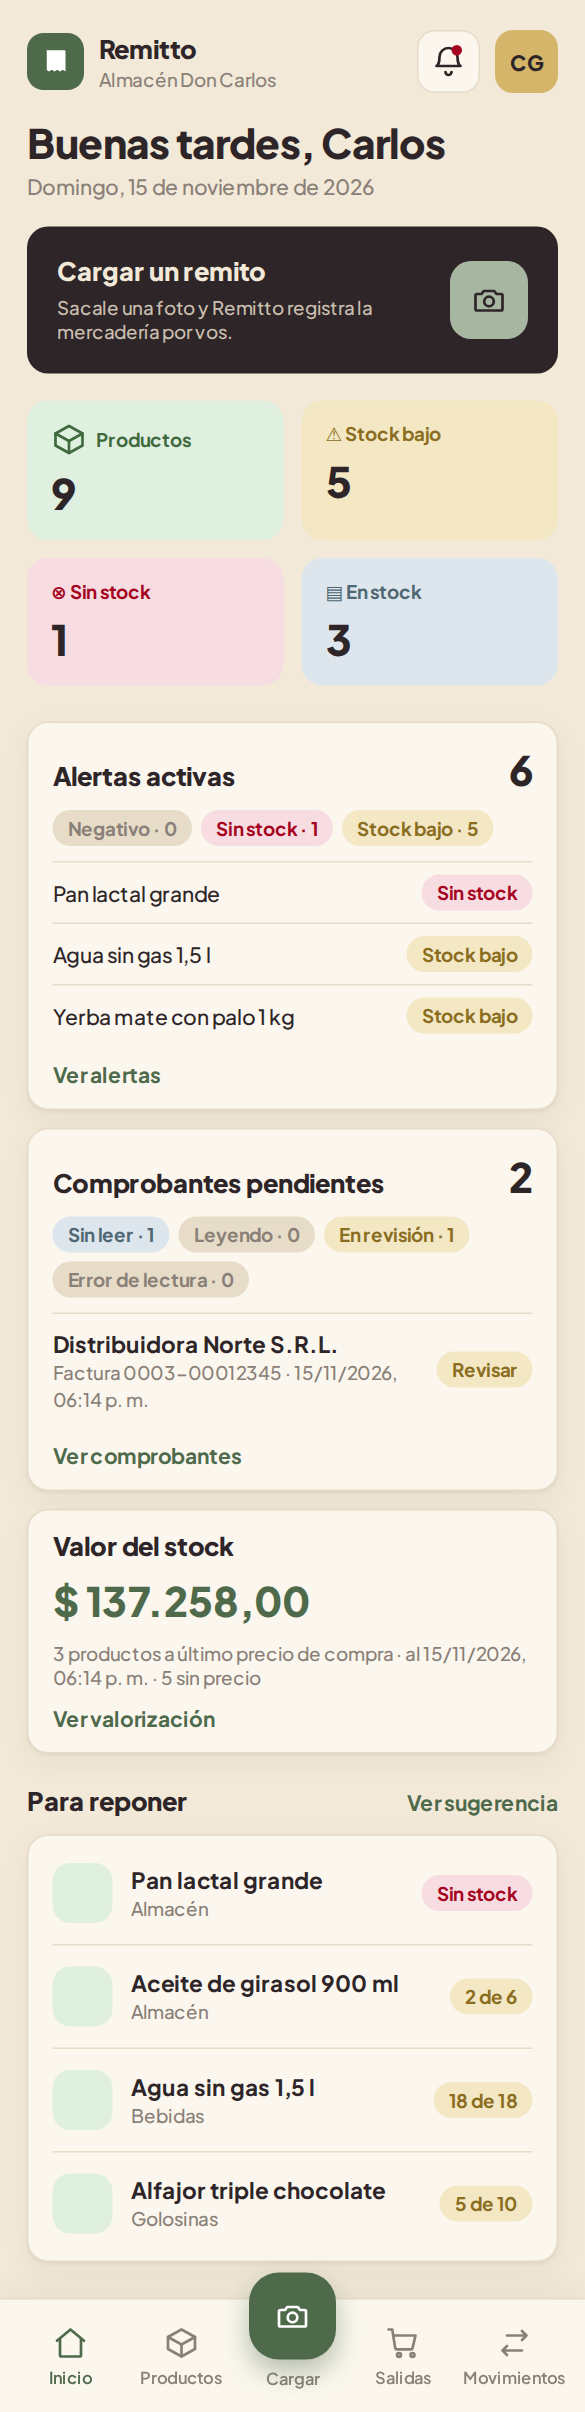 Remitto
Almacén Don Carlos
CG
Buenas tardes, Carlos
Domingo, 15 de noviembre de 2026
Cargar un remito
Sacale una foto y Remitto registra la
mercadería por vos.
Productos
9
⚠ Stock bajo
5
⊗ Sin stock
1
▤ En stock
3
Alertas activas
6
Negativo · 0
Sin stock · 1
Stock bajo · 5
Pan lactal grande
Sin stock
Agua sin gas 1,5 l
Stock bajo
Yerba mate con palo 1 kg
Stock bajo
Ver alertas
Comprobantes pendientes
2
Sin leer · 1
Leyendo · 0
En revisión · 1
Error de lectura · 0
Distribuidora Norte S.R.L.
Factura 0003-00012345 · 15/11/2026,
06:14 p. m.
Revisar
Ver comprobantes
Valor del stock
$ 137.258,00
3 productos a último precio de compra · al 15/11/2026,
06:14 p. m. · 5 sin precio
Ver valorización
Para reponer
Ver sugerencia
Pan lactal grande
Almacén
Sin stock
Aceite de girasol 900 ml
Almacén
2 de 6
Agua sin gas 1,5 l
Bebidas
18 de 18
Alfajor triple chocolate
Golosinas
5 de 10
Inicio
Productos
Cargar
Salidas
Movimientos